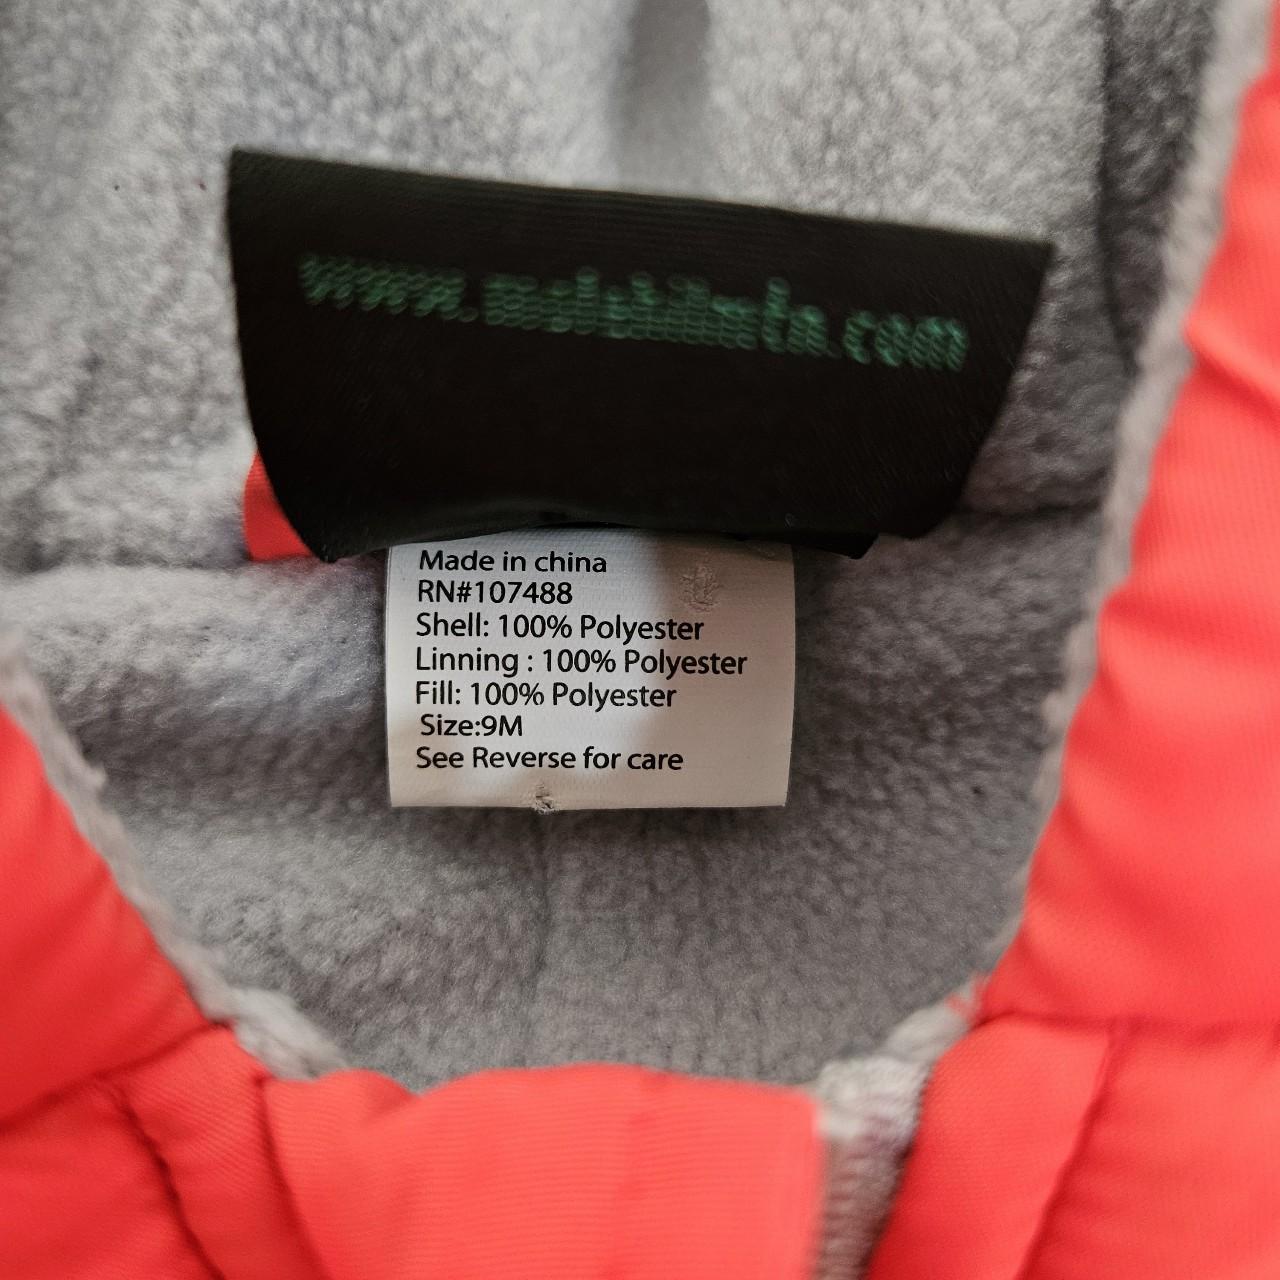 Made in china
RN#107488
Shell: 100% Polyester
Linning : 100% Polyester
Fill: 100% Polyester
Size:9M
See Reverse for care